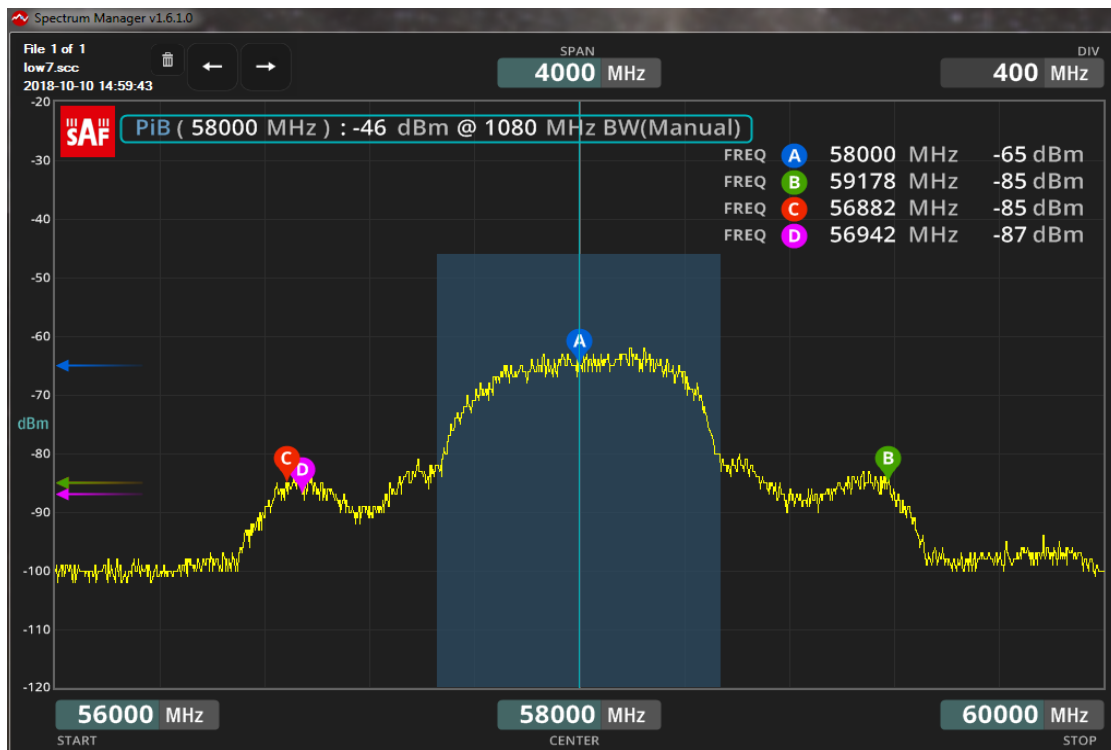 Spectrum Manager v1.6.1.0
File 1 of 1
low7.scc
2018-10-10 14:59:43
SPAN
4000 MHz
DIV
400 MHz
SAF
PiB ( 58000 MHz ) : -46 dBm @ 1080 MHz BW(Manual)
FREQ A 58000 MHz -65 dBm
FREQ B 59178 MHz -85 dBm
FREQ C 56882 MHz -85 dBm
FREQ D 56942 MHz -87 dBm
-20
-30
-40
-50
-60
-70
dBm
-80
-90
-100
-110
-120
A
B
C
D
56000 MHz
START
58000 MHz
CENTER
60000 MHz
STOP